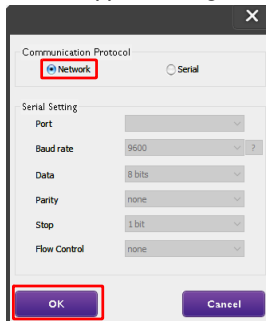 Communication Protocol
Network Serial
Serial Setting
Port
Baud rate 9600 ?
Data 8 bits
Parity none
Stop 1 bit
Flow Control none
OK Cancel